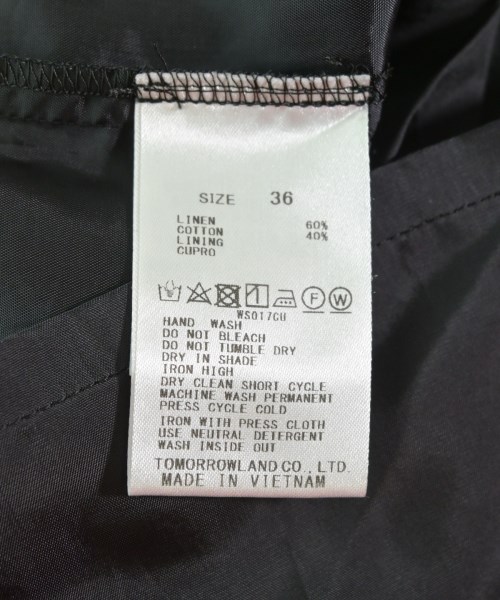 SIZE 36
LINEN 60%
COTTON 40%
LINING
CUPRO
F W
WS017CH
HAND WASH
DO NOT BLEACH
DO NOT TUMBLE DRY
DRY IN SHADE
IRON HIGH
DRY CLEAN SHORT CYCLE
MACHINE WASH PERMANENT
PRESS CYCLE COLD
IRON WITH PRESS CLOTH
USE NEUTRAL DETERGENT
WASH INSIDE OUT
TOMORROWLAND CO., LTD.
MADE IN VIETNAM